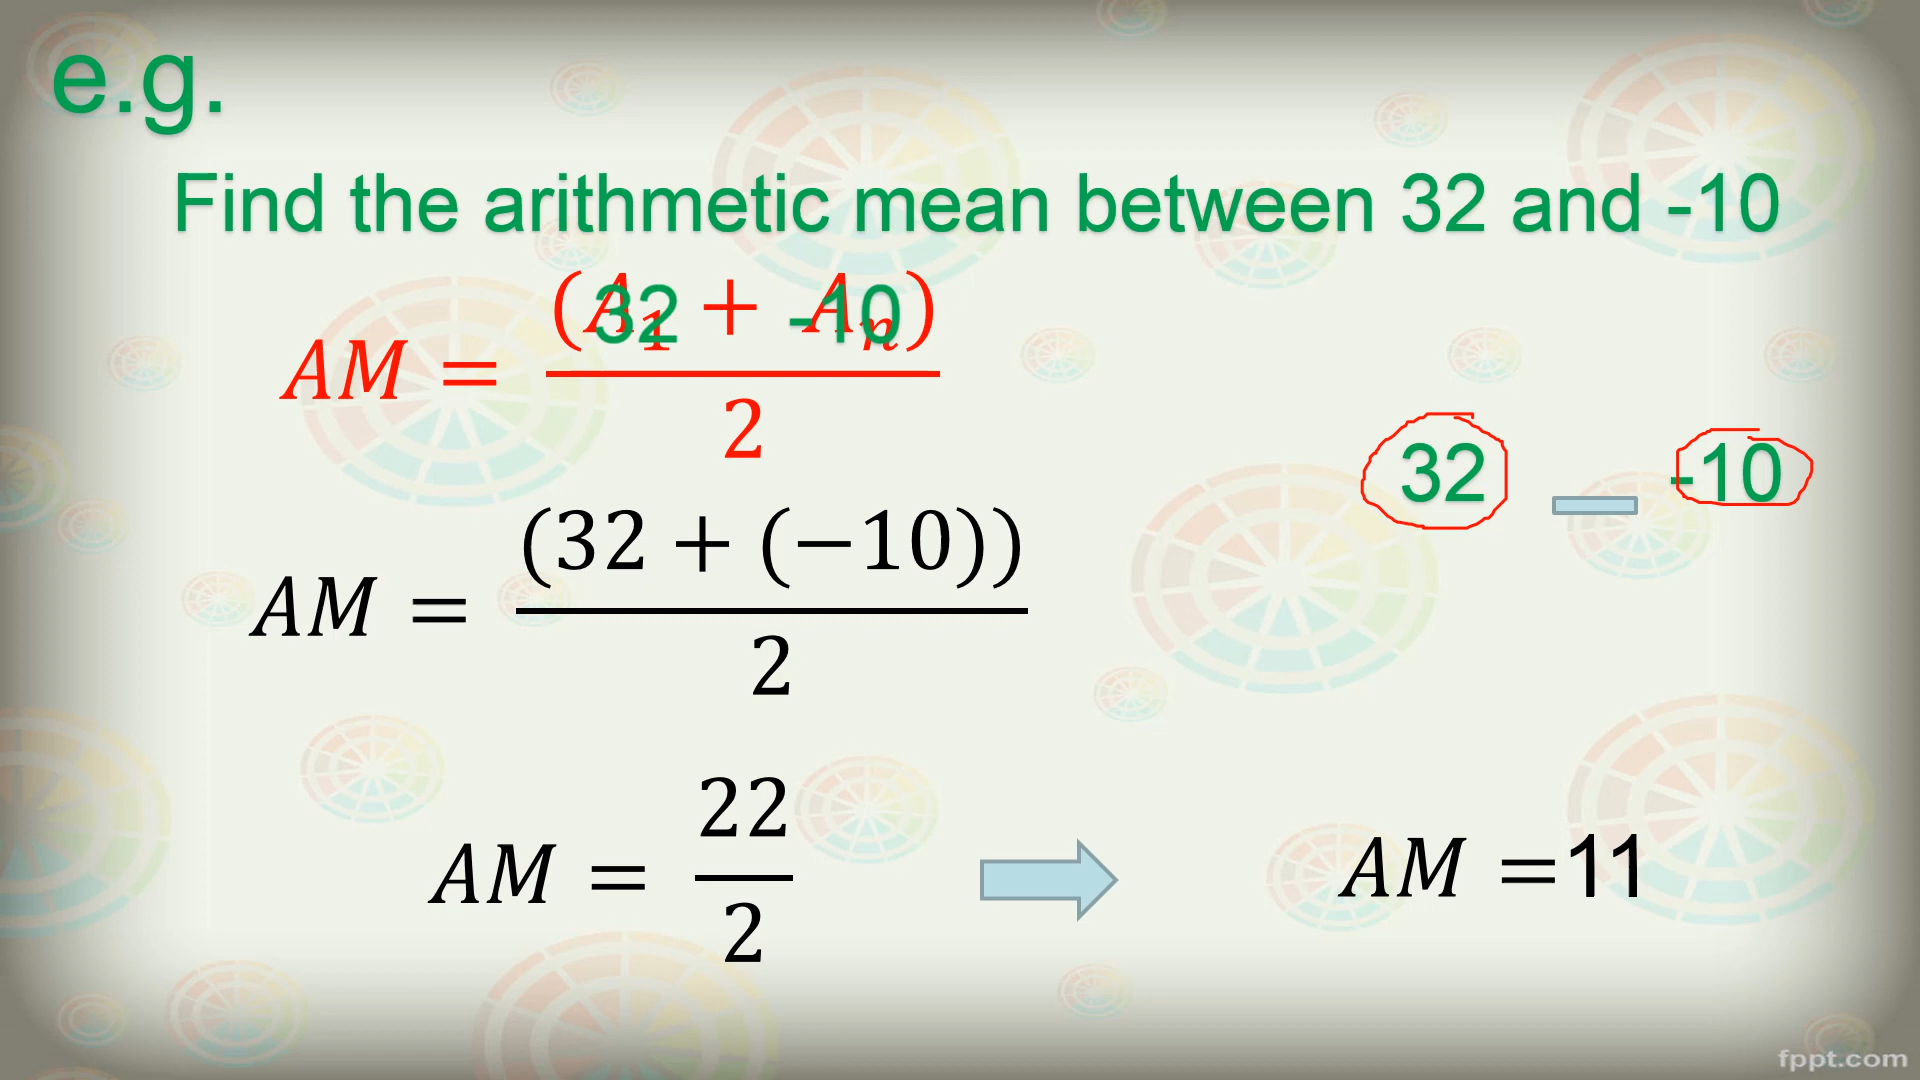 e.g.
Find the arithmetic mean between 32 and -10
AM = (A₁ + Aₙ) / 2
32 -10
32 -10
AM = (32 + (−10)) / 2
AM = 22 / 2
AM =11
fppt.com